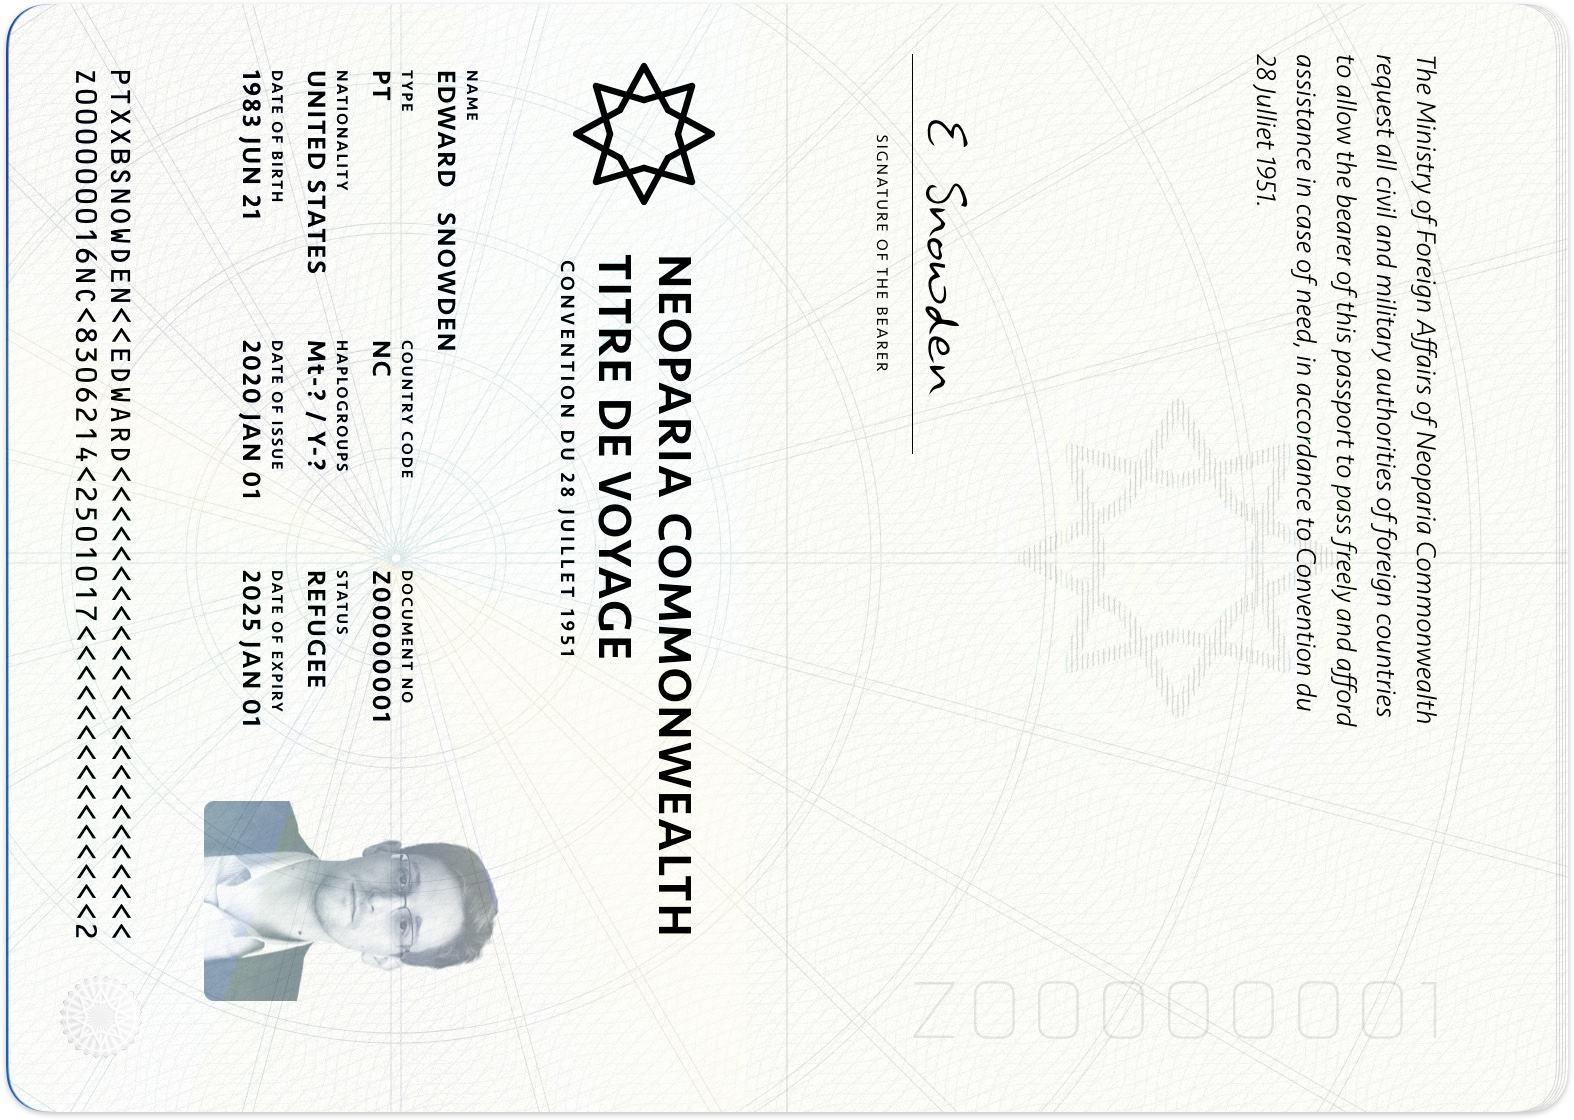 The Ministry of Foreign Affairs of Neoparia Commonwealth
request all civil and military authorities of foreign countries
to allow the bearer of this passport to pass freely and afford
assistance in case of need, in accordance to Convention du
28 Julliet 1951.
Z00000001
E Snowden
SIGNATURE OF THE BEARER
NEOPARIA COMMONWEALTH
TITRE DE VOYAGE
CONVENTION DU 28 JUILLET 1951
NAME
EDWARD SNOWDEN
TYPE COUNTRY CODE DOCUMENT NO
PT NC Z00000001
NATIONALITY HAPLOGROUPS STATUS
UNITED STATES Mt-? / Y-? REFUGEE
DATE OF BIRTH DATE OF ISSUE DATE OF EXPIRY
1983 JUN 21 2020 JAN 01 2025 JAN 01
PTXXBSNOWDEN<<EDWARD<<<<<<<<<<<<<<<<<<<<<<<<
Z000000016NC<8306214<2501017<<<<<<<<<<<<<<<2